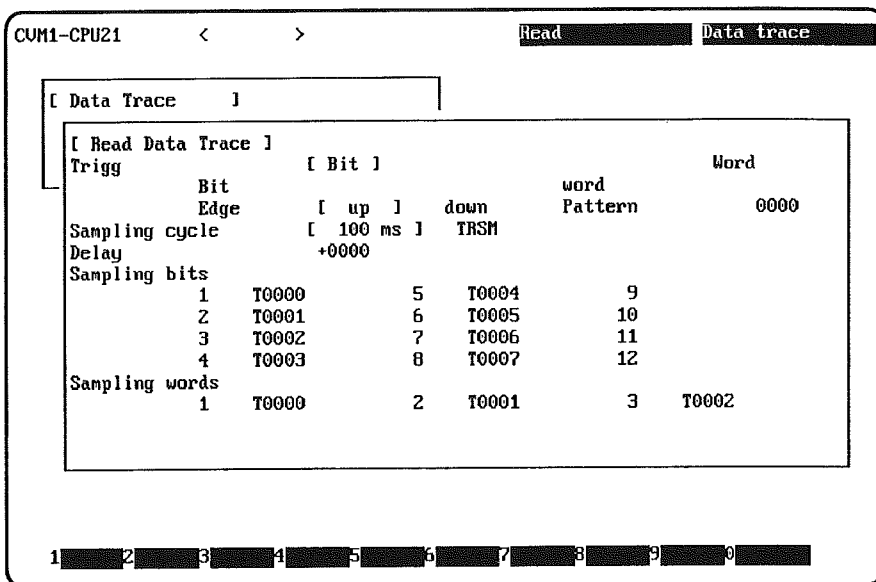 CVM1-CPU21 < > Read Data trace
[ Data Trace ]
[ Read Data Trace ]
Trigg [ Bit ] Word
Bit word
Edge [ up ] down Pattern 0000
Sampling cycle [ 100 ms ] TRSM
Delay +0000
Sampling bits
1 T0000 5 T0004 9
2 T0001 6 T0005 10
3 T0002 7 T0006 11
4 T0003 8 T0007 12
Sampling words
1 T0000 2 T0001 3 T0002
1 2 3 4 5 6 7 8 9 0